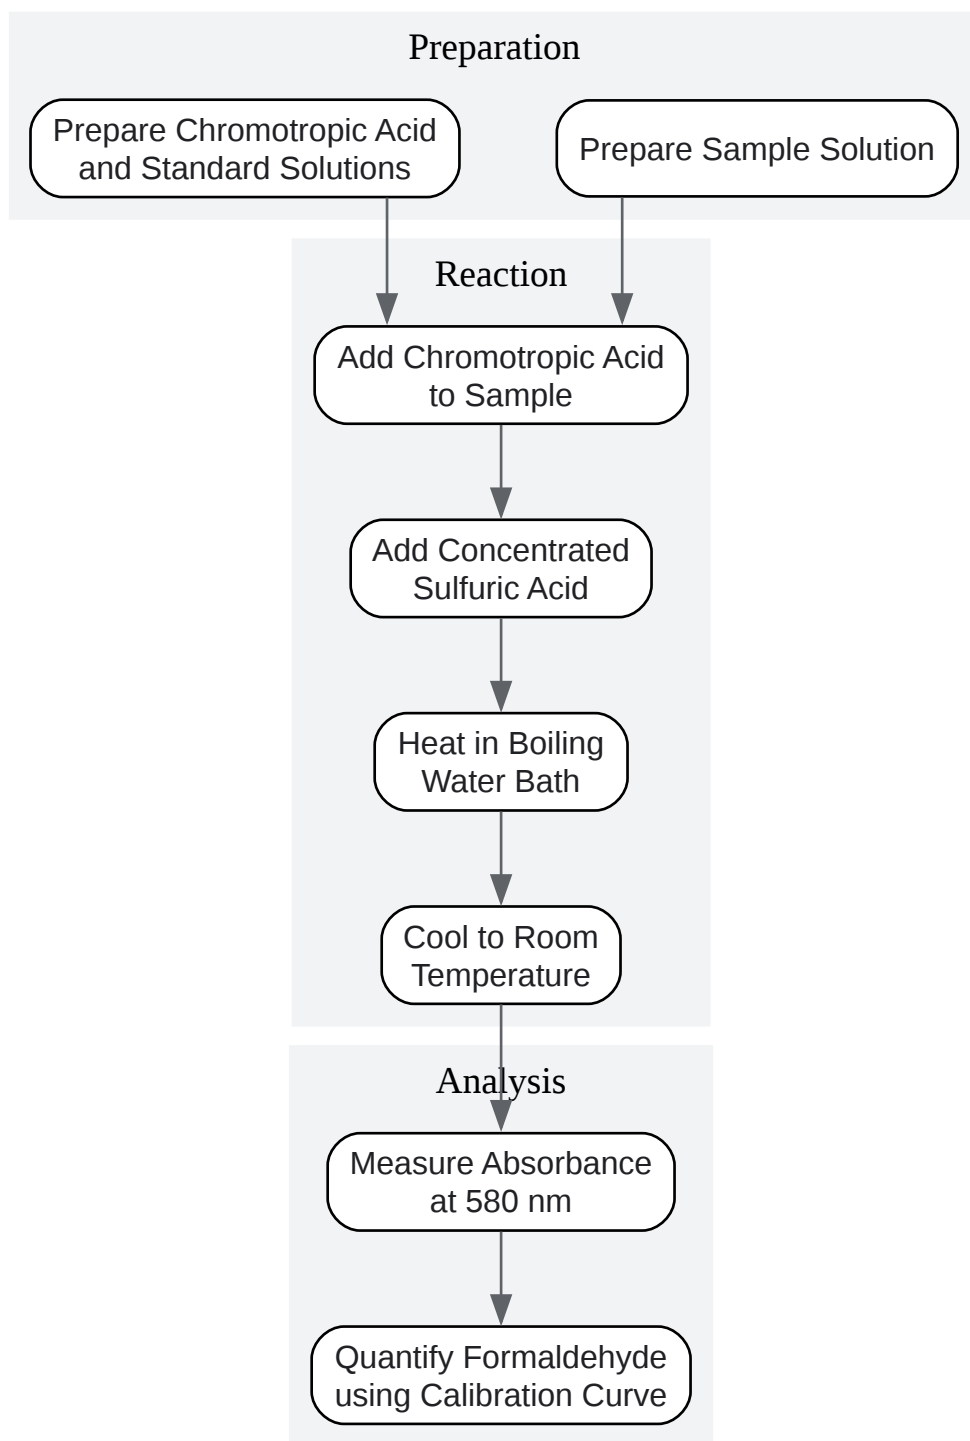 Preparation
Prepare Chromotropic Acid
and Standard Solutions
Prepare Sample Solution
Reaction
Add Chromotropic Acid
to Sample
Add Concentrated
Sulfuric Acid
Heat in Boiling
Water Bath
Cool to Room
Temperature
Analysis
Measure Absorbance
at 580 nm
Quantify Formaldehyde
using Calibration Curve